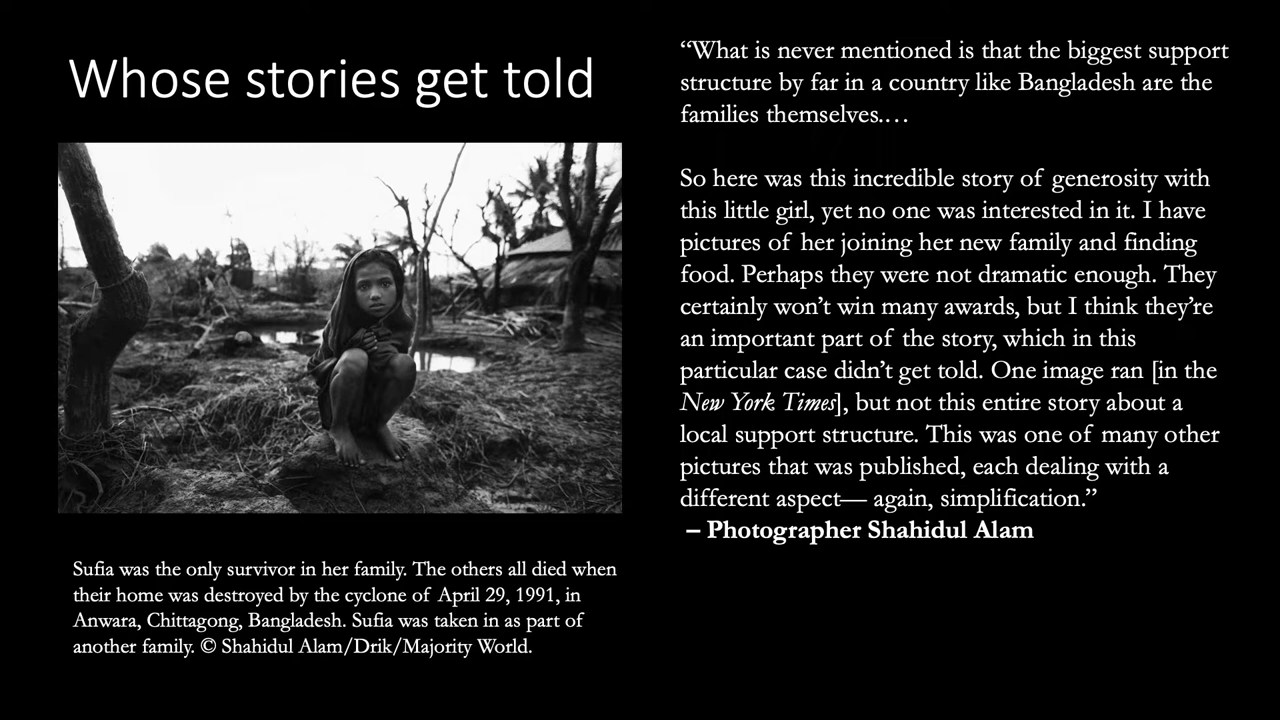 Whose stories get told
Sufia was the only survivor in her family. The others all died when
their home was destroyed by the cyclone of April 29, 1991, in
Anwara, Chittagong, Bangladesh. Sufia was taken in as part of
another family. © Shahidul Alam/Drik/Majority World.
“What is never mentioned is that the biggest support
structure by far in a country like Bangladesh are the
families themselves.…
So here was this incredible story of generosity with
this little girl, yet no one was interested in it. I have
pictures of her joining her new family and finding
food. Perhaps they were not dramatic enough. They
certainly won’t win many awards, but I think they’re
an important part of the story, which in this
particular case didn’t get told. One image ran [in the
New York Times], but not this entire story about a
local support structure. This was one of many other
pictures that was published, each dealing with a
different aspect— again, simplification.”
– Photographer Shahidul Alam